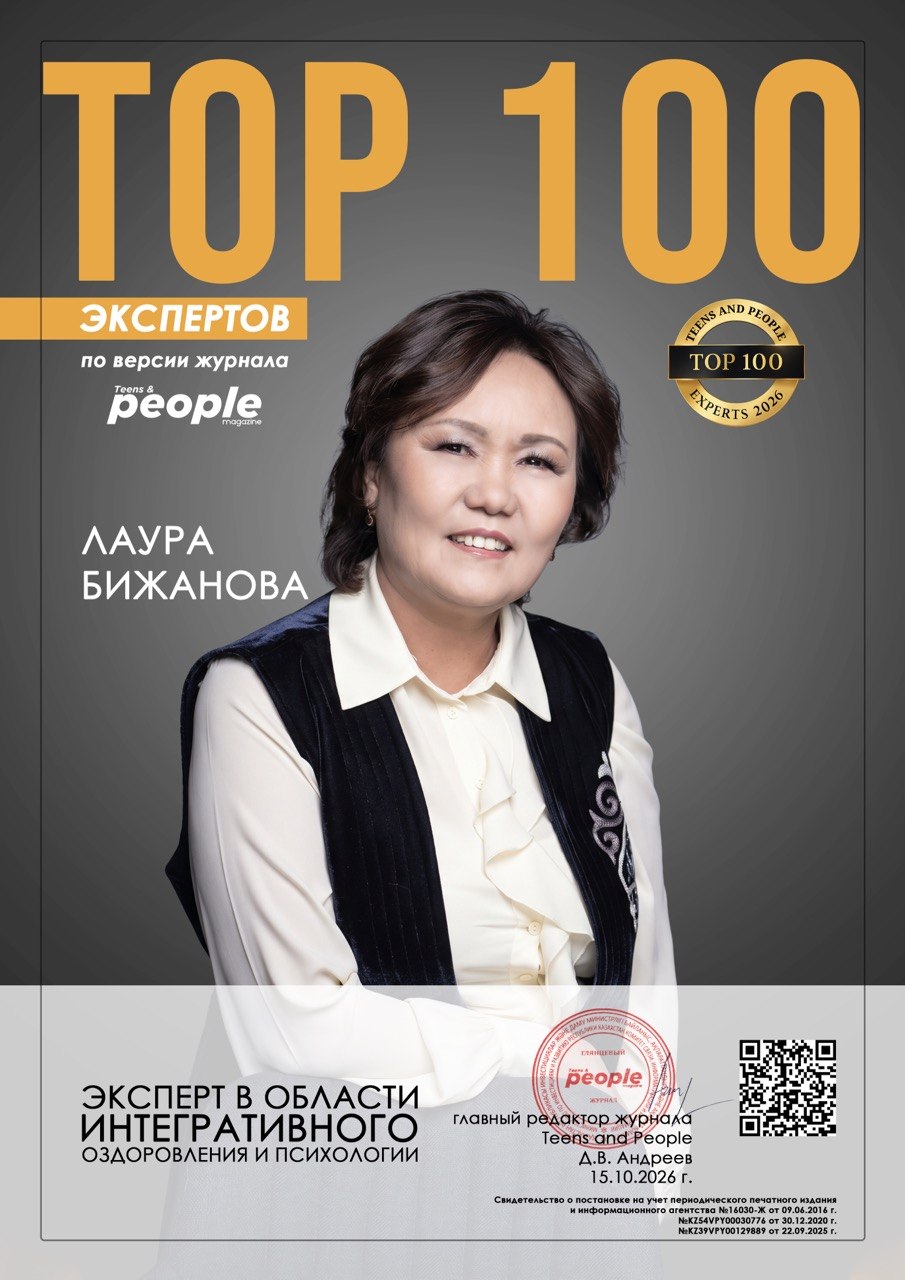 TOP 100
ЭКСПЕРТОВ
по версии журнала
Teens &
people
magazine
TEENS AND PEOPLE
TOP 100
EXPERTS 2026
ЛАУРА
БИЖАНОВА
ЭКСПЕРТ В ОБЛАСТИ
ИНТЕГРАТИВНОГО
ОЗДОРОВЛЕНИЯ И ПСИХОЛОГИИ
ГЛЯНЦЕВЫЙ
Teens &
people
ЖУРНАЛ
главный редактор журнала
Teens and People
Д.В. Андреев
15.10.2026 г.
Свидетельство о постановке на учет периодического печатного издания
и информационного агентства №16030-Ж от 09.06.2016 г.
№KZ54VPY00030776 от 30.12.2020 г.
№KZ39VPY00129889 от 22.09.2025 г.